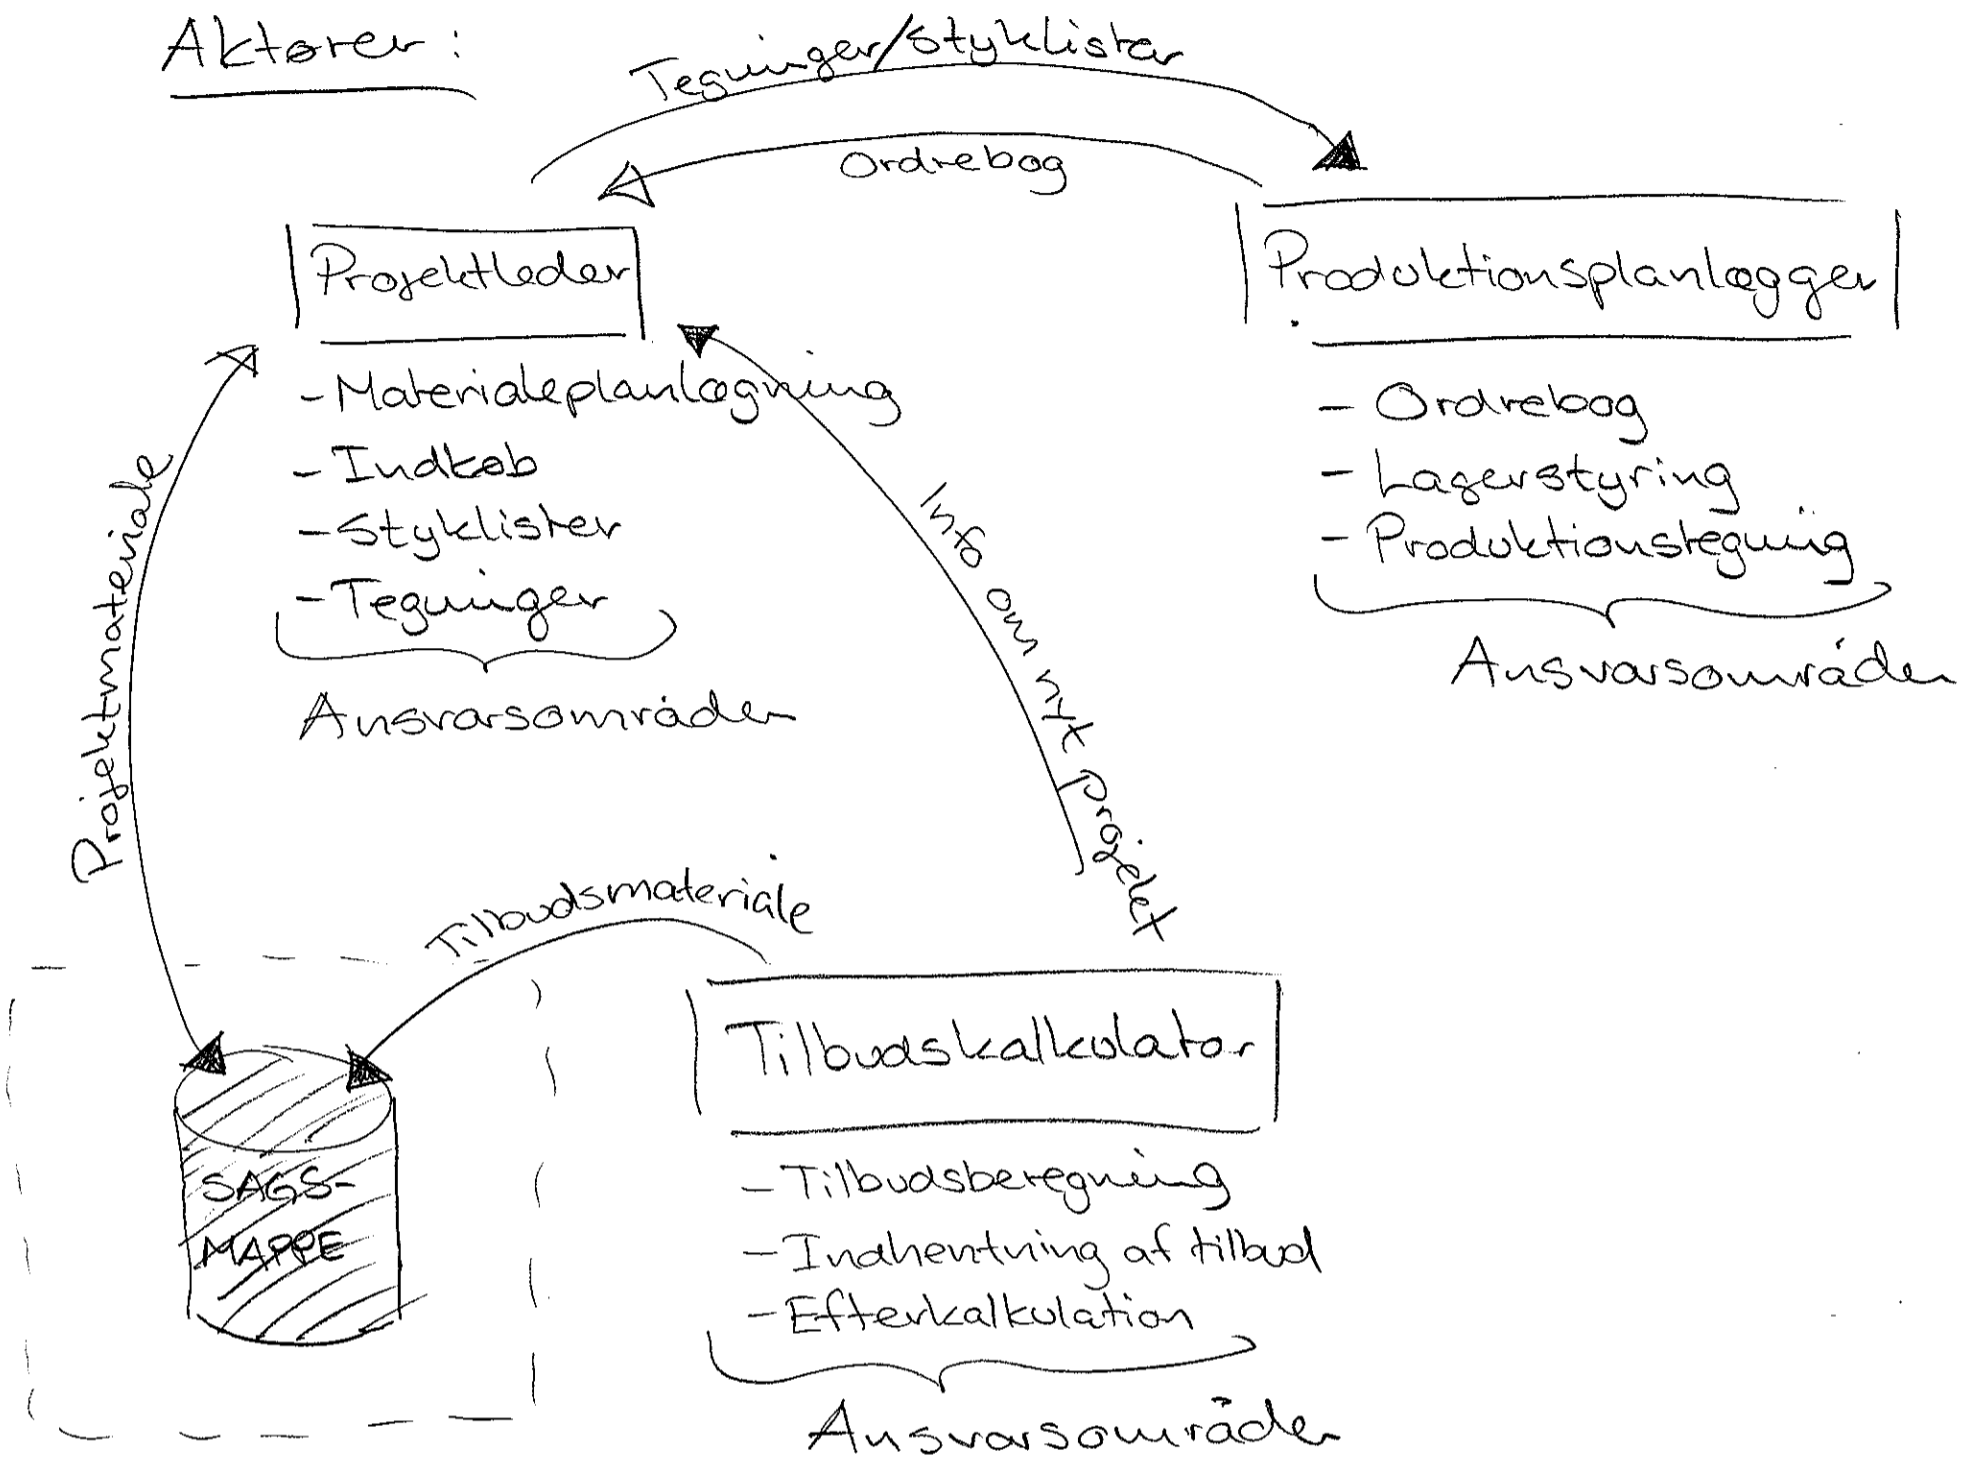 Aktører:
Tegninger/Styklister
Ordrebog
Projektleder
- Materialeplanlægning
- Indkøb
- Styklister
- Tegninger
Ansvarsområder
Produktionsplanlægger
- Ordrebog
- Lagerstyring
- Produktionstegning
Ansvarsområder
Projektmateriale
Info om nyt projekt
Tilbudsmateriale
SAGS-
MAPPE
Tilbudskalkulator
- Tilbudsberegning
- Indhentning af tilbud
- Efterkalkulation
Ansvarsområder